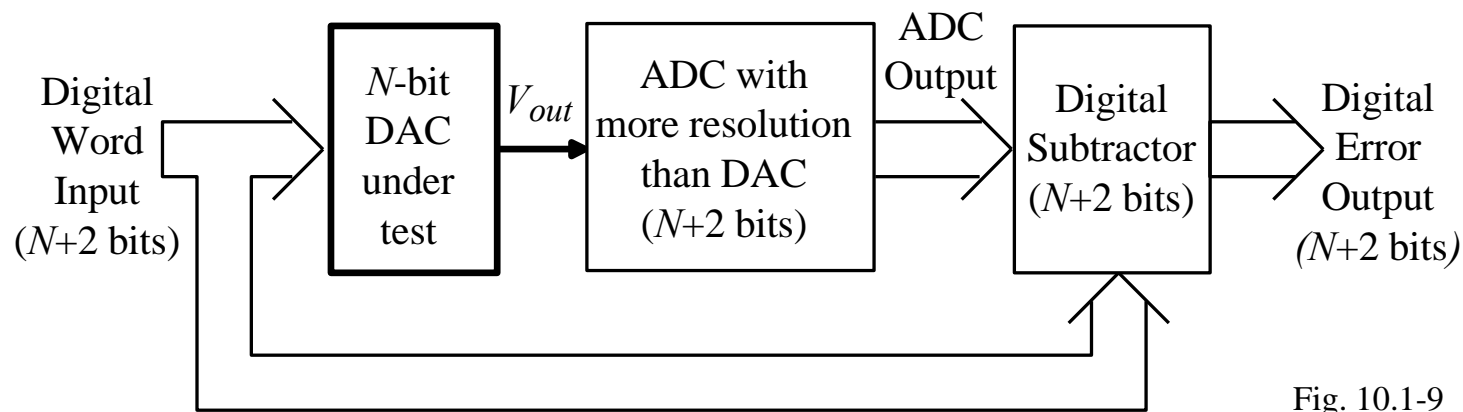 Digital
Word
Input
(N+2 bits)
N-bit
DAC
under
test
Vout
ADC with
more resolution
than DAC
(N+2 bits)
ADC
Output
Digital
Subtractor
(N+2 bits)
Digital
Error
Output
(N+2 bits)
Fig. 10.1-9